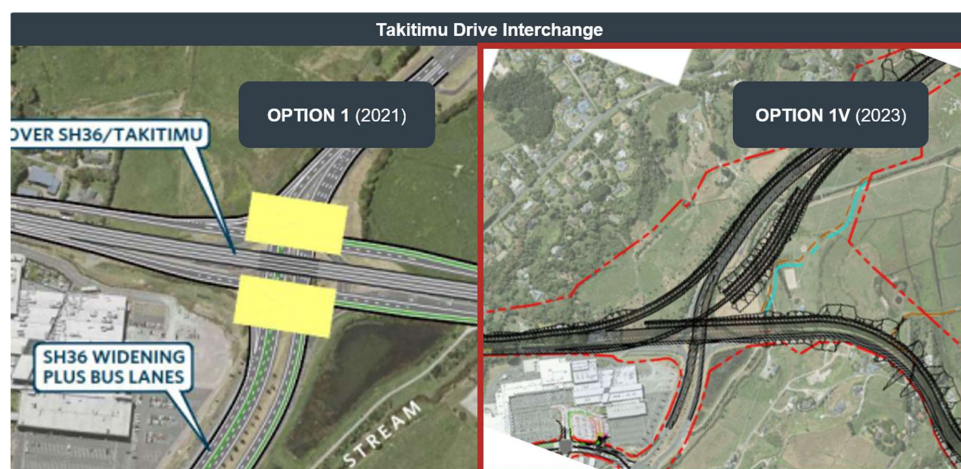 Takitimu Drive Interchange
OPTION 1 (2021)
OVER SH36/TAKITIMU
SH36 WIDENING
PLUS BUS LANES
STREAM
OPTION 1V (2023)